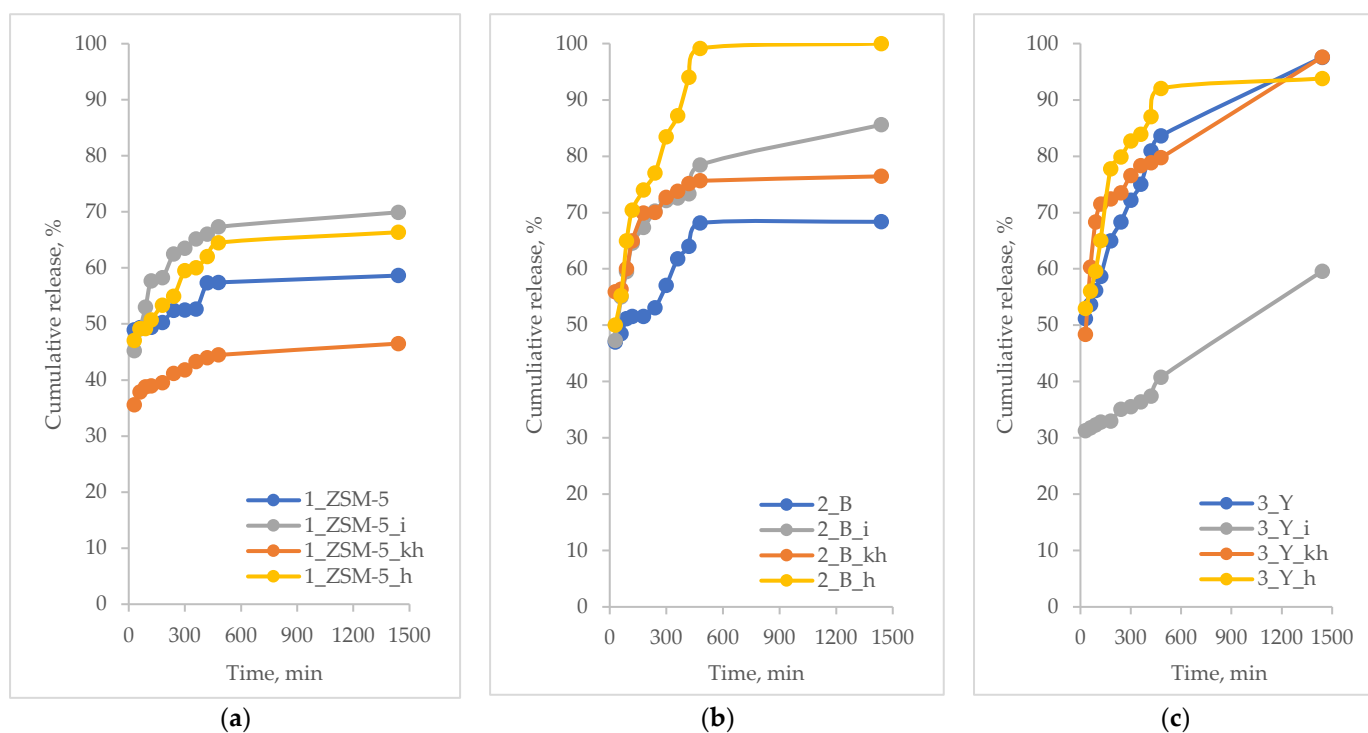 100
90
80
70
60
50
40
30
20
10
0
Cumulative release, %
0 300 600 900 1200 1500
Time, min
1_ZSM-5
1_ZSM-5_i
1_ZSM-5_kh
1_ZSM-5_h
(a)
100
90
80
70
60
50
40
30
20
10
0
Cumuliative release, %
0 300 600 900 1200 1500
Time, min
2_B
2_B_i
2_B_kh
2_B_h
(b)
100
90
80
70
60
50
40
30
20
10
0
Cumuliative release, %
0 300 600 900 1200 1500
Time, min
3_Y
3_Y_i
3_Y_kh
3_Y_h
(c)